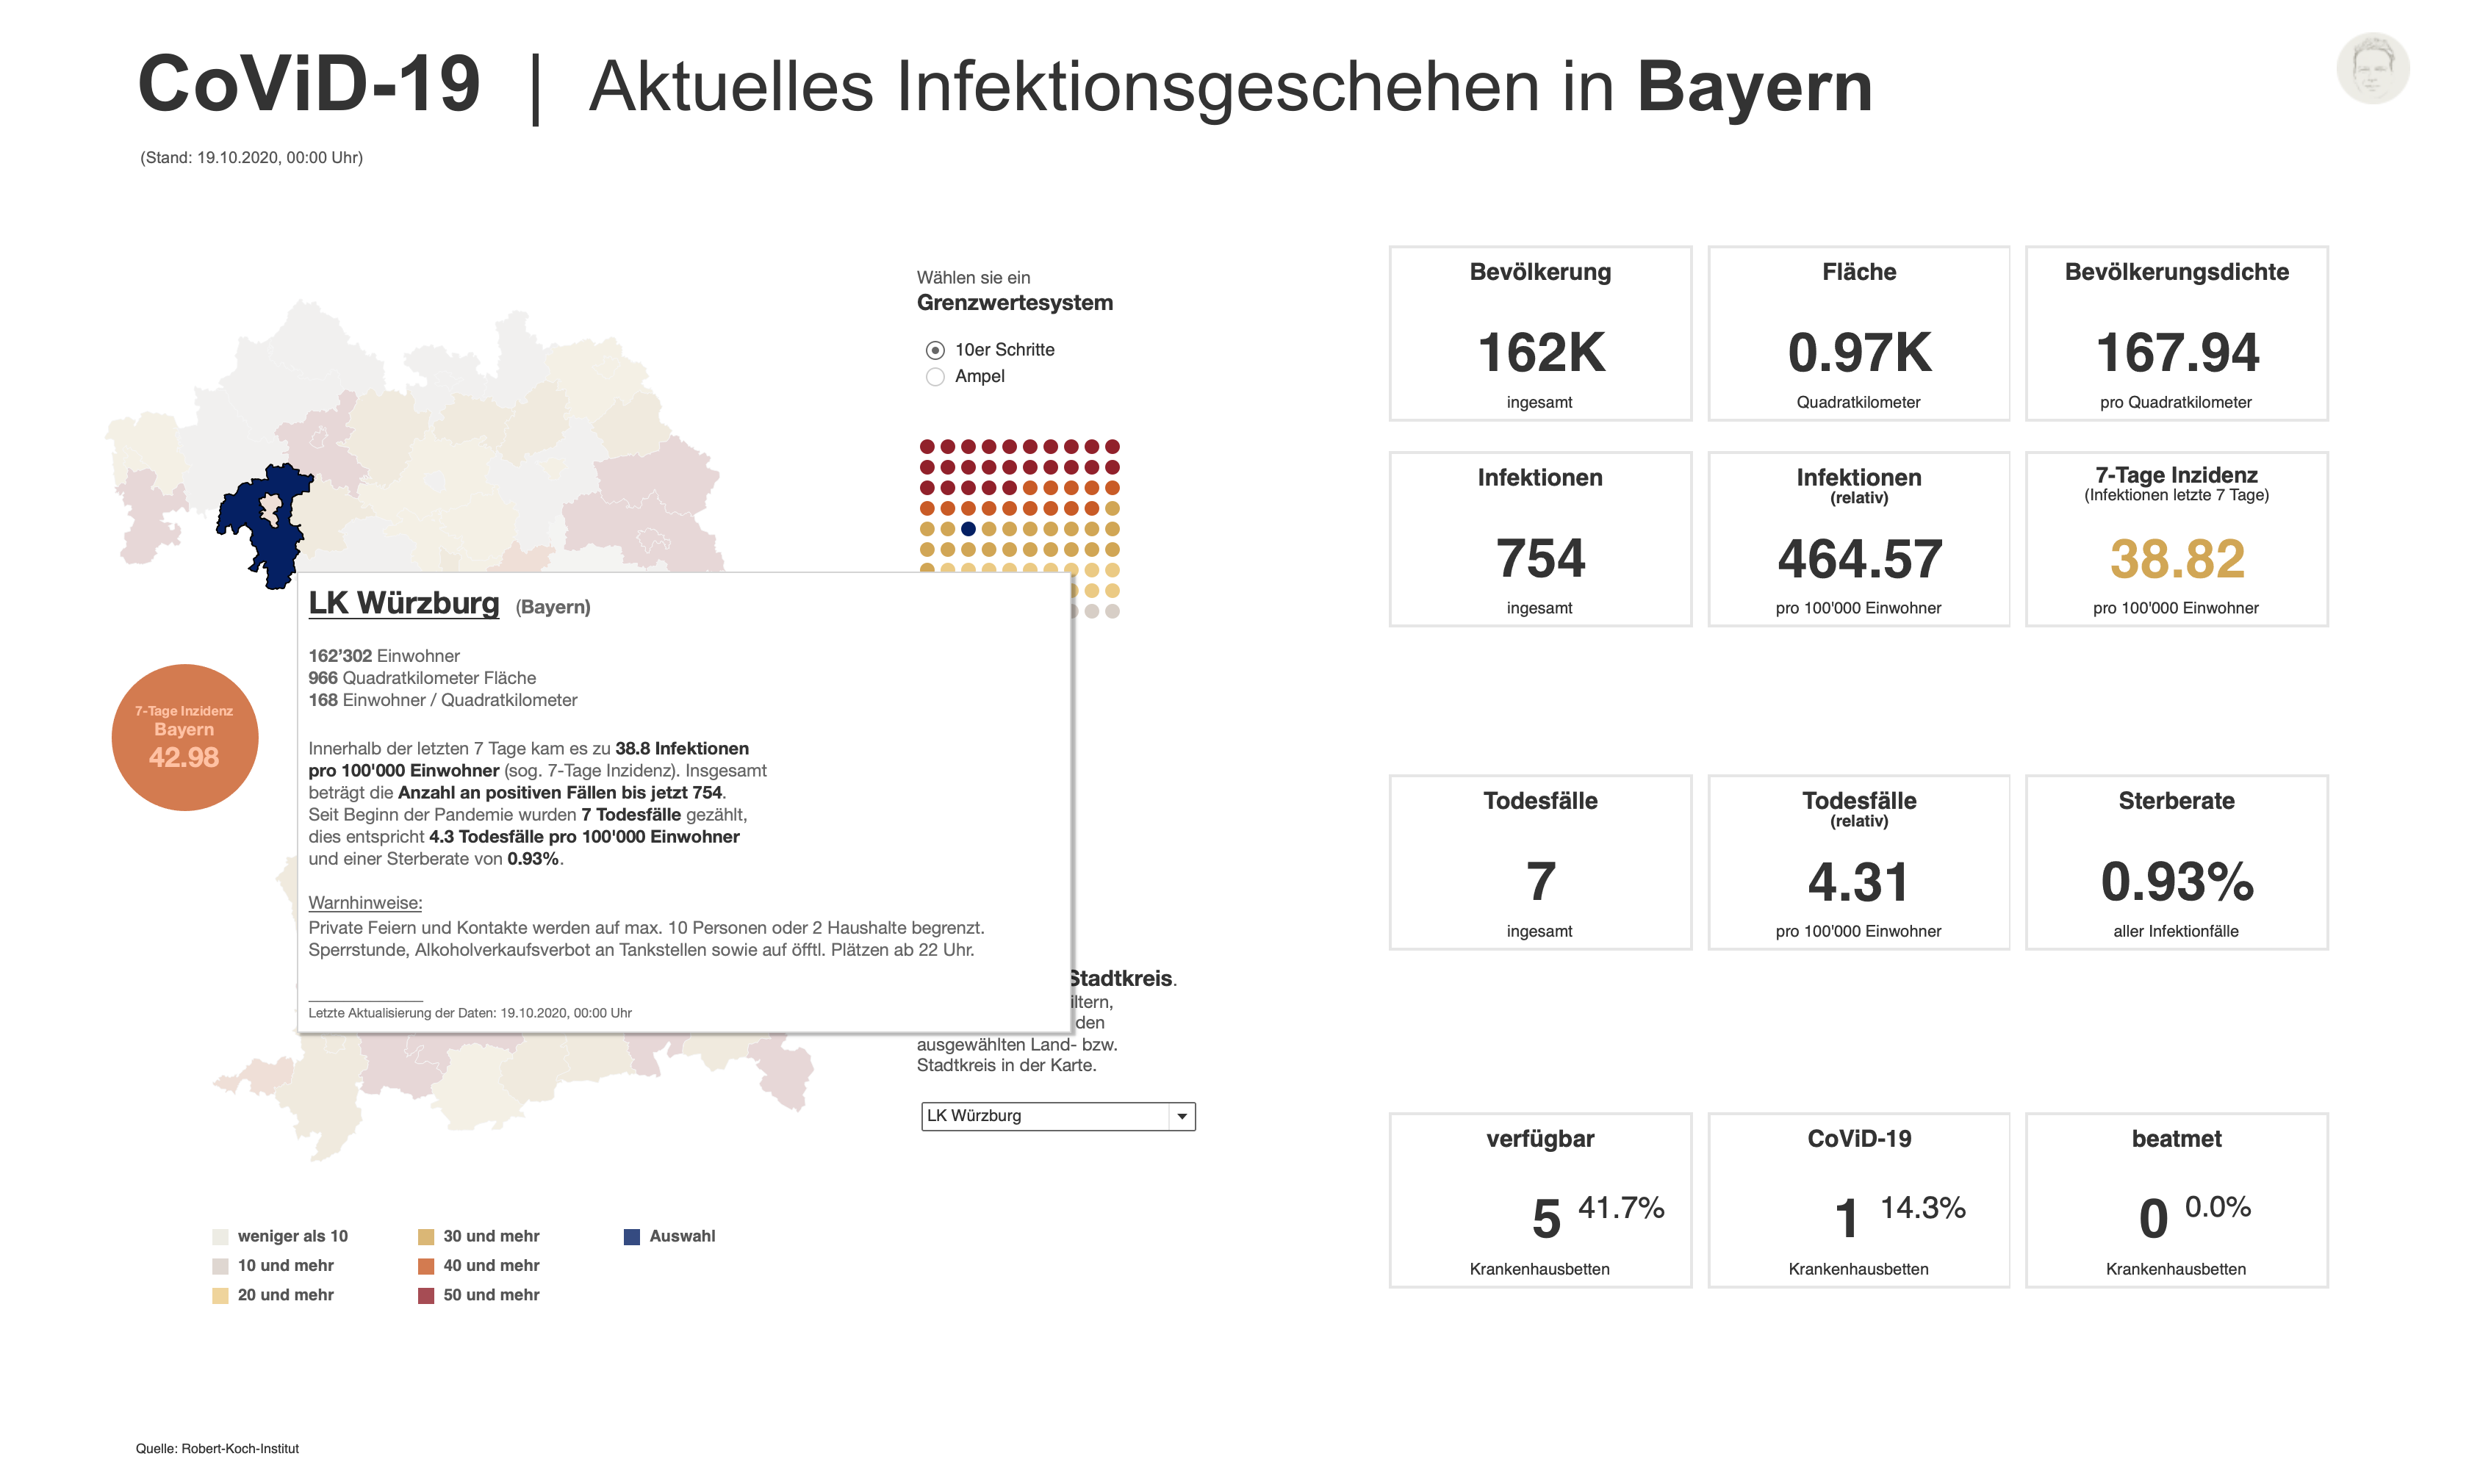 CoViD-19 | Aktuelles Infektionsgeschehen in Bayern
(Stand: 19.10.2020, 00:00 Uhr)
Wählen sie ein
Grenzwertesystem
10er Schritte
Ampel
LK Würzburg (Bayern)
162’302 Einwohner
966 Quadratkilometer Fläche
168 Einwohner / Quadratkilometer
Innerhalb der letzten 7 Tage kam es zu 38.8 Infektionen
pro 100'000 Einwohner (sog. 7-Tage Inzidenz). Insgesamt
beträgt die Anzahl an positiven Fällen bis jetzt 754.
Seit Beginn der Pandemie wurden 7 Todesfälle gezählt,
dies entspricht 4.3 Todesfälle pro 100'000 Einwohner
und einer Sterberate von 0.93%.
Warnhinweise:
Private Feiern und Kontakte werden auf max. 10 Personen oder 2 Haushalte begrenzt.
Sperrstunde, Alkoholverkaufsverbot an Tankstellen sowie auf öfftl. Plätzen ab 22 Uhr.
Letzte Aktualisierung der Daten: 19.10.2020, 00:00 Uhr
7-Tage Inzidenz
Bayern
42.98
Stadtkreis.
iltern,
den
ausgewählten Land- bzw.
Stadtkreis in der Karte.
LK Würzburg
weniger als 10
10 und mehr
20 und mehr
30 und mehr
40 und mehr
50 und mehr
Auswahl
Bevölkerung
162K
ingesamt
Fläche
0.97K
Quadratkilometer
Bevölkerungsdichte
167.94
pro Quadratkilometer
Infektionen
754
ingesamt
Infektionen
(relativ)
464.57
pro 100'000 Einwohner
7-Tage Inzidenz
(Infektionen letzte 7 Tage)
38.82
pro 100'000 Einwohner
Todesfälle
7
ingesamt
Todesfälle
(relativ)
4.31
pro 100'000 Einwohner
Sterberate
0.93%
aller Infektionfälle
verfügbar
5 41.7%
Krankenhausbetten
CoViD-19
1 14.3%
Krankenhausbetten
beatmet
0 0.0%
Krankenhausbetten
Quelle: Robert-Koch-Institut